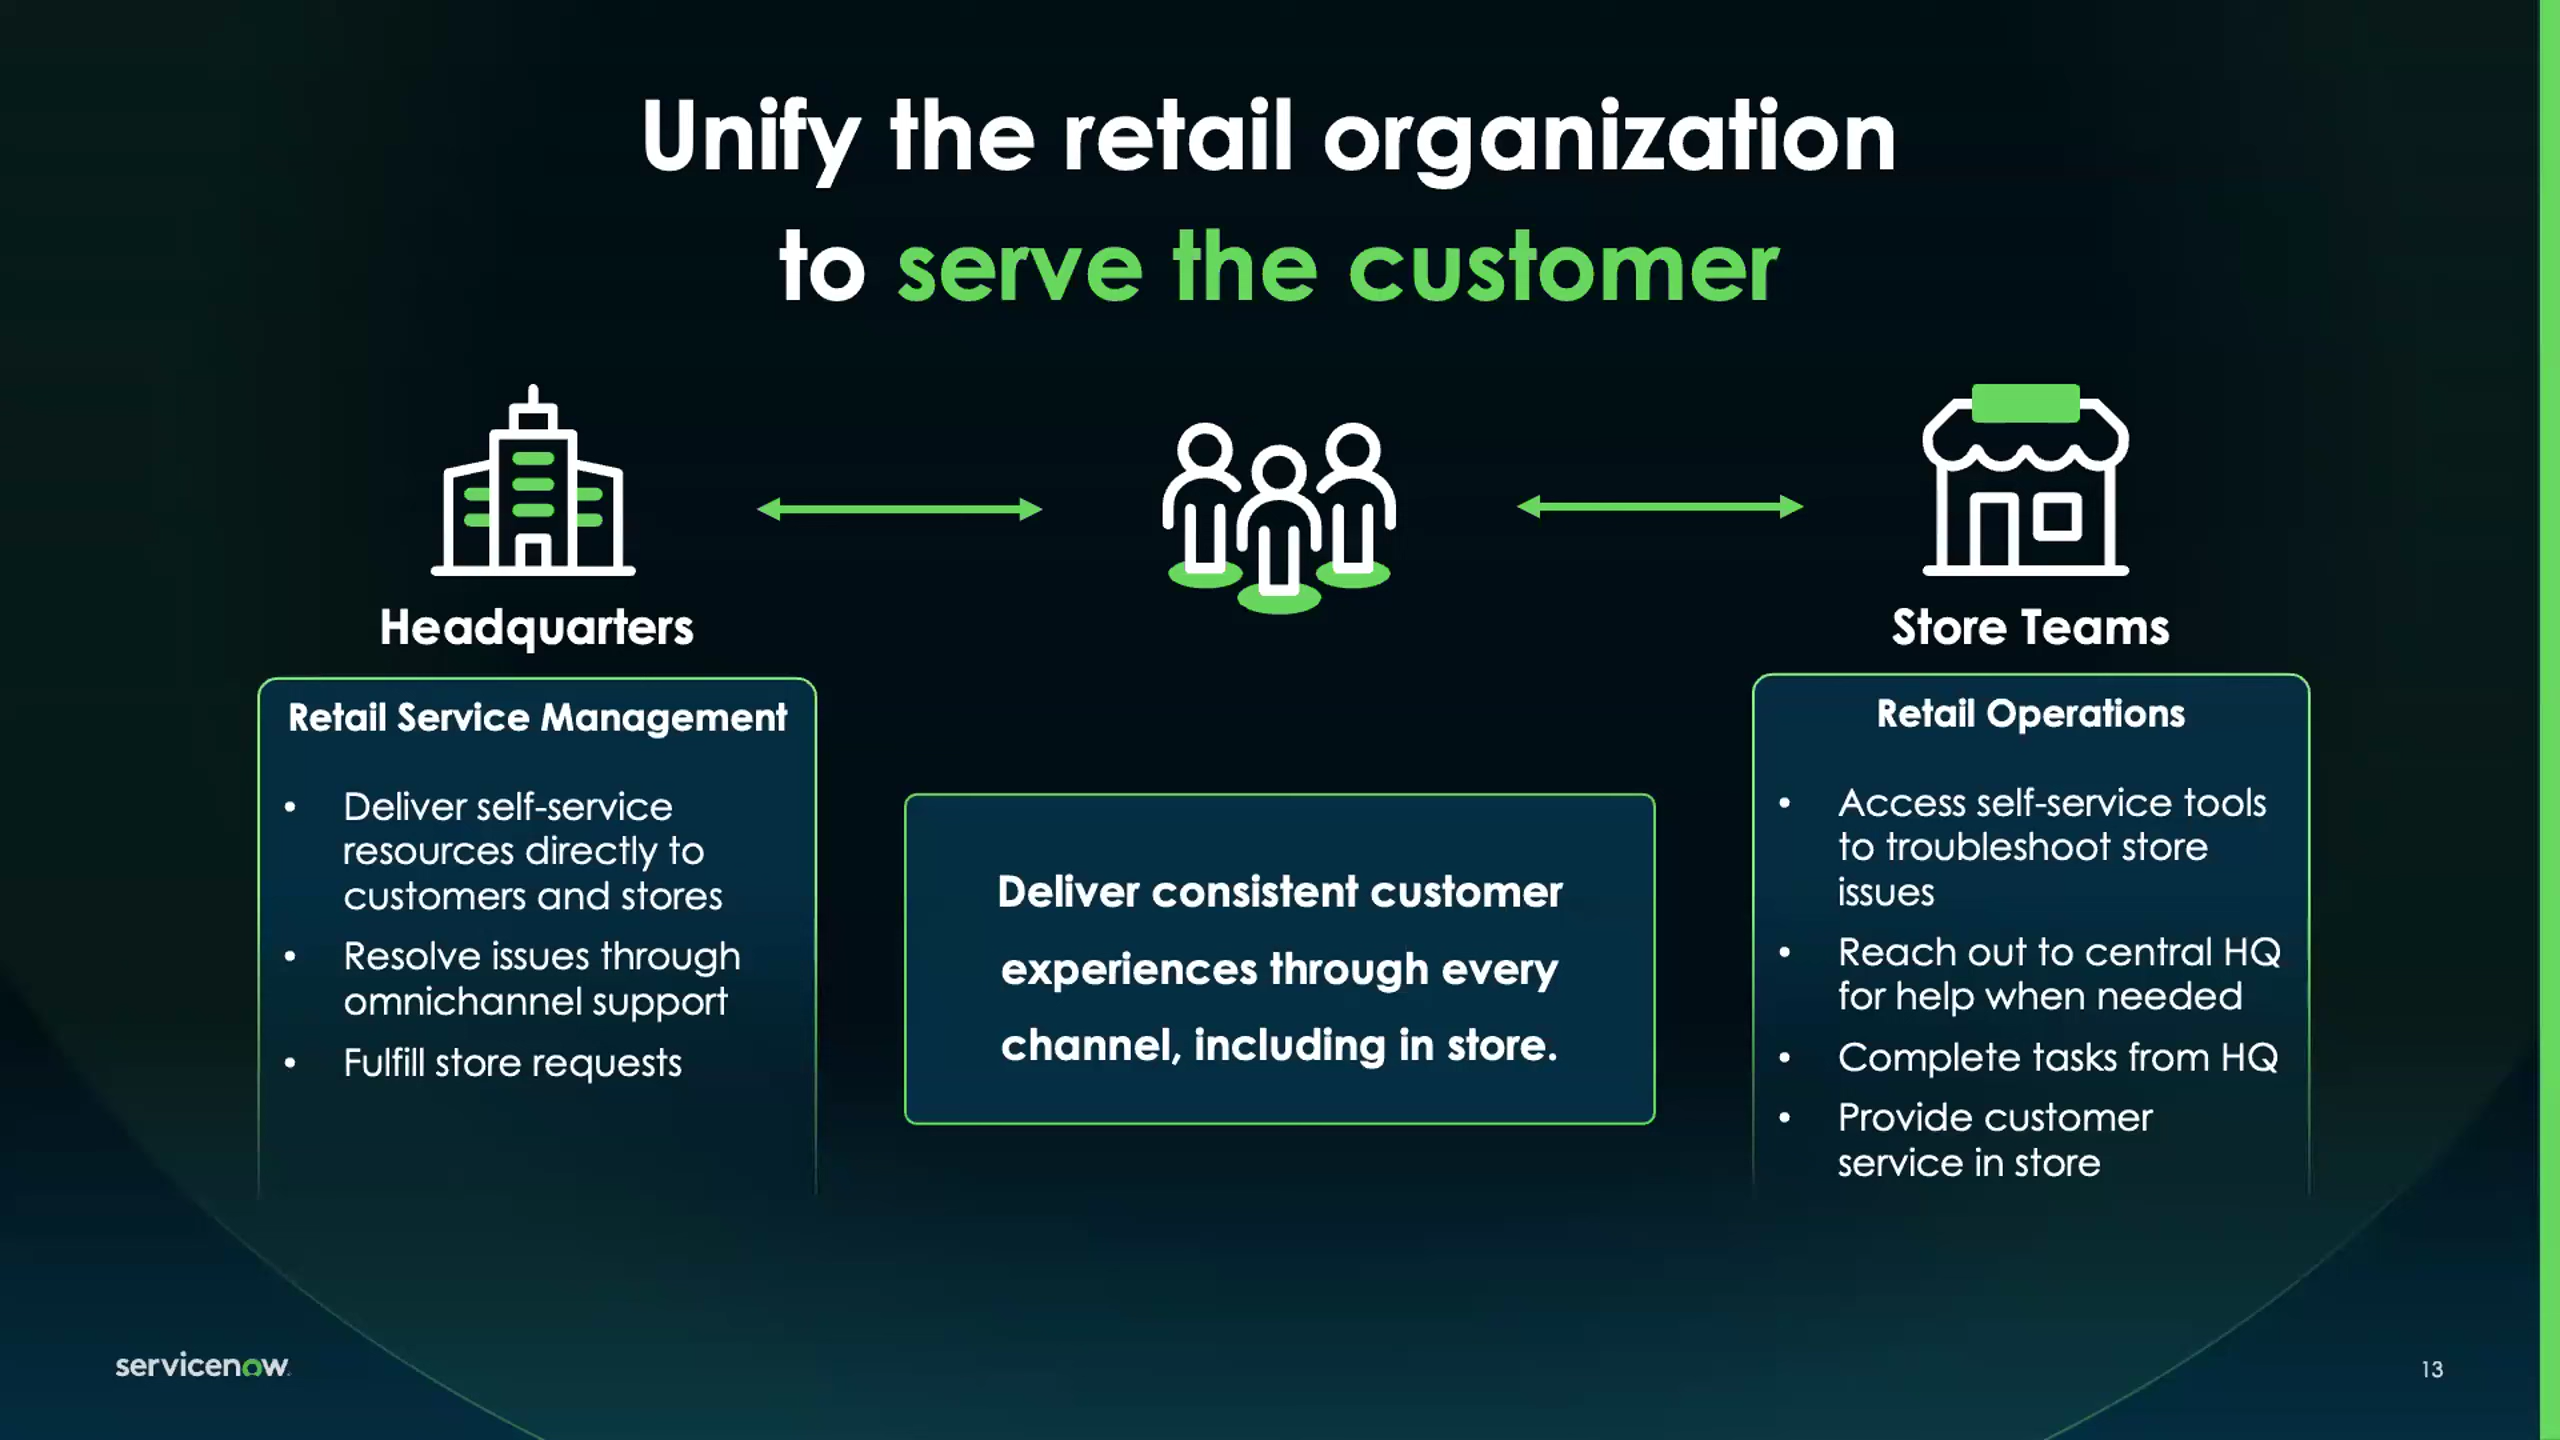 Unify the retail organization
to serve the customer
Headquarters
Retail Service Management
• Deliver self-service
resources directly to
customers and stores
• Resolve issues through
omnichannel support
• Fulfill store requests
Deliver consistent customer
experiences through every
channel, including in store.
Store Teams
Retail Operations
• Access self-service tools
to troubleshoot store
issues
• Reach out to central HQ
for help when needed
• Complete tasks from HQ
• Provide customer
service in store
servicenow
13